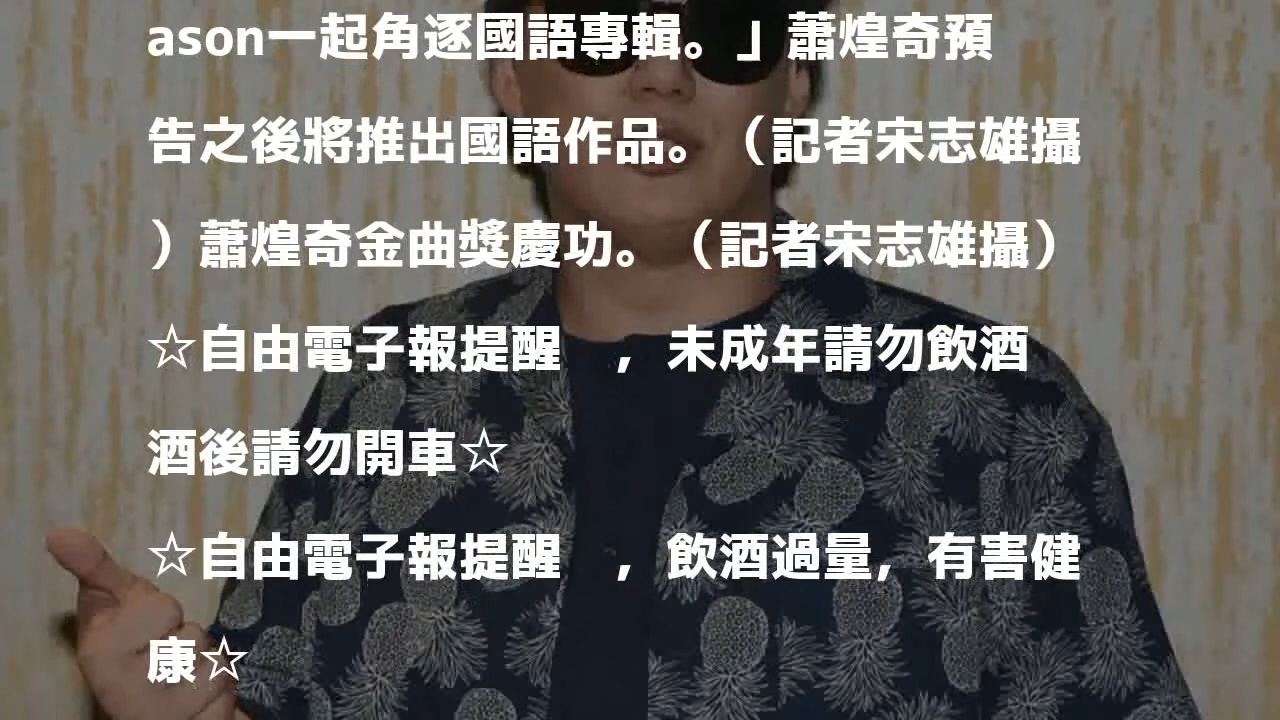 ason一起角逐國語專輯。」蕭煌奇預
告之後將推出國語作品。（記者宋志雄攝
）蕭煌奇金曲獎慶功。（記者宋志雄攝）
☆自由電子報提醒　，未成年請勿飲酒
酒後請勿開車☆
☆自由電子報提醒　，飲酒過量，有害健
康☆